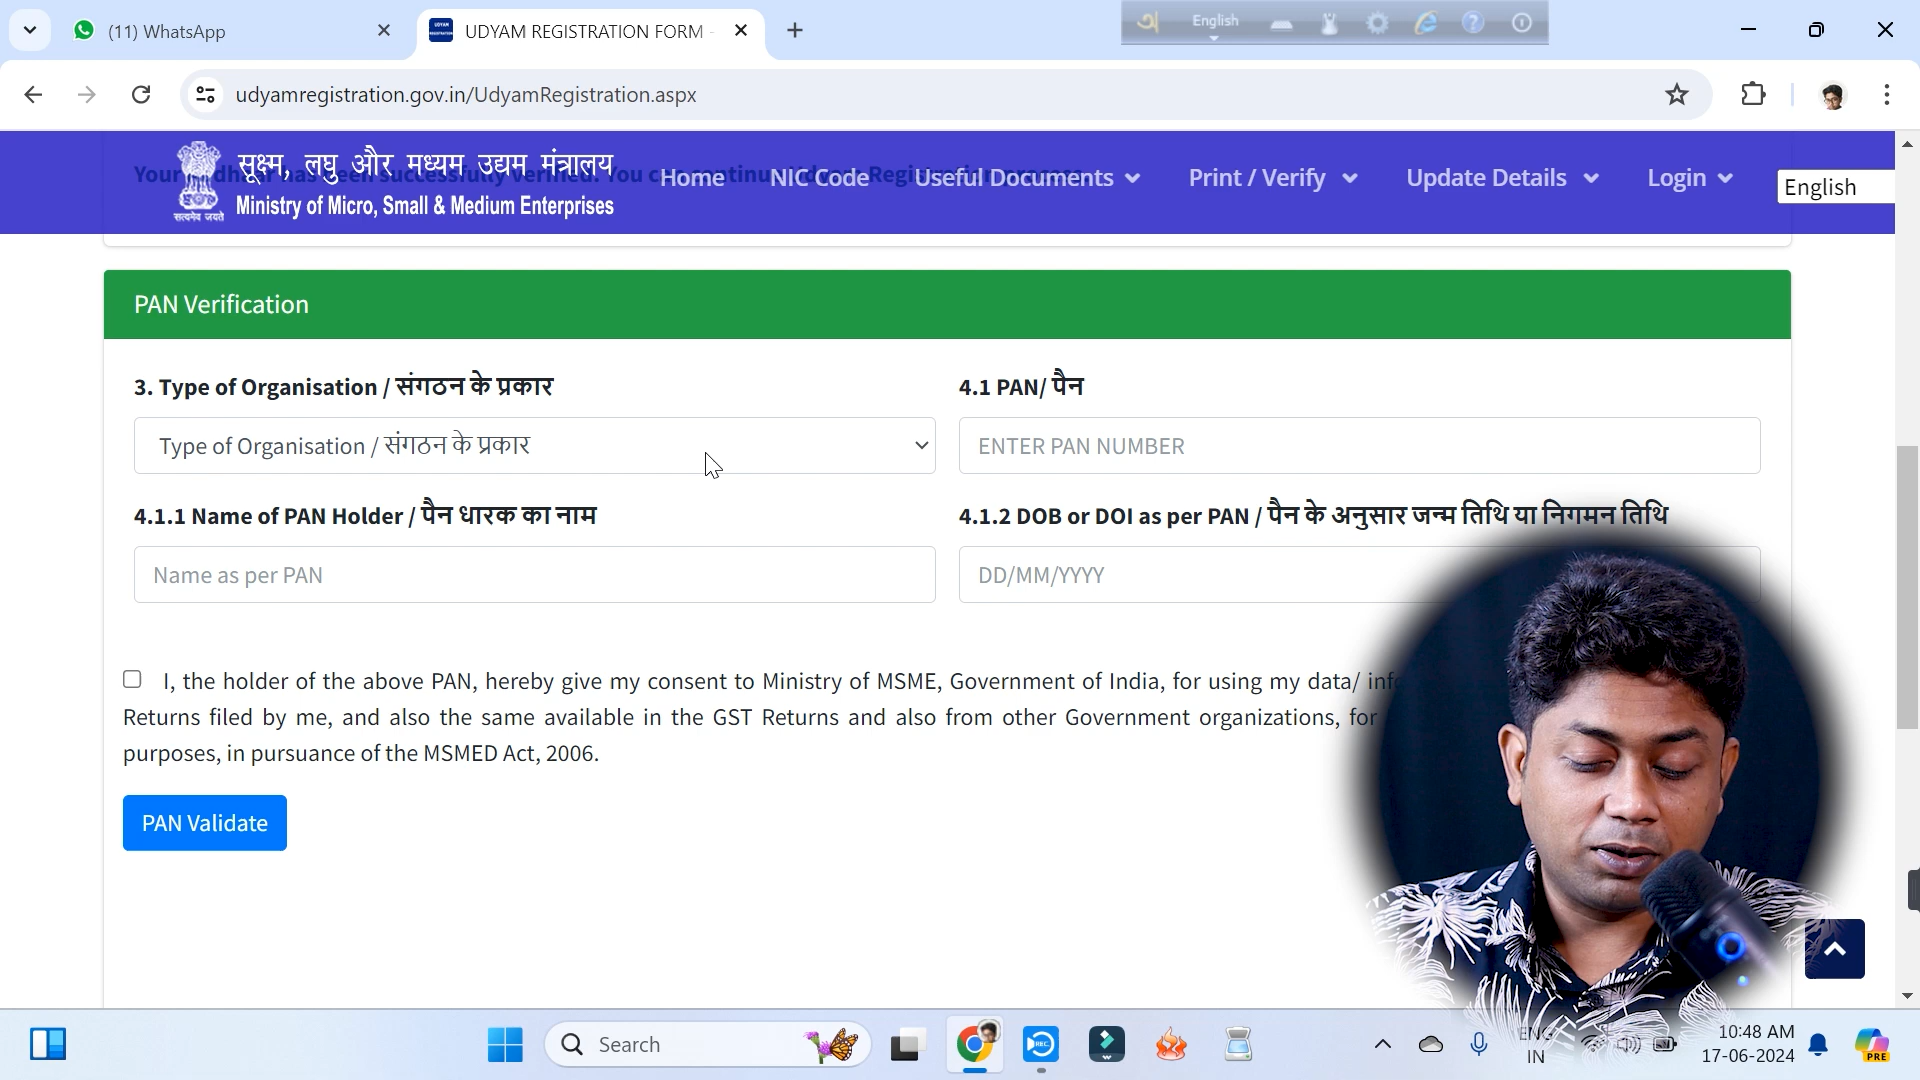 (11) WhatsApp
UDYAM REGISTRATION FORM -
English
udyamregistration.gov.in/UdyamRegistration.aspx
सूक्ष्म, लघु और मध्यम उद्यम मंत्रालय
Ministry of Micro, Small & Medium Enterprises
सत्यमेव जयते
Home
NIC Code
Useful Documents
Print / Verify
Update Details
Login
English
PAN Verification
3. Type of Organisation / संगठन के प्रकार
4.1 PAN/ पैन
Type of Organisation / संगठन के प्रकार
ENTER PAN NUMBER
4.1.1 Name of PAN Holder / पैन धारक का नाम
4.1.2 DOB or DOI as per PAN / पैन के अनुसार जन्म तिथि या निगमन तिथि
Name as per PAN
DD/MM/YYYY
I, the holder of the above PAN, hereby give my consent to Ministry of MSME, Government of India, for using my data/
Returns filed by me, and also the same available in the GST Returns and also from other Government organizations, for
purposes, in pursuance of the MSMED Act, 2006.
PAN Validate
Search
REC
ENG
IN
10:48 AM
17-06-2024
PRE